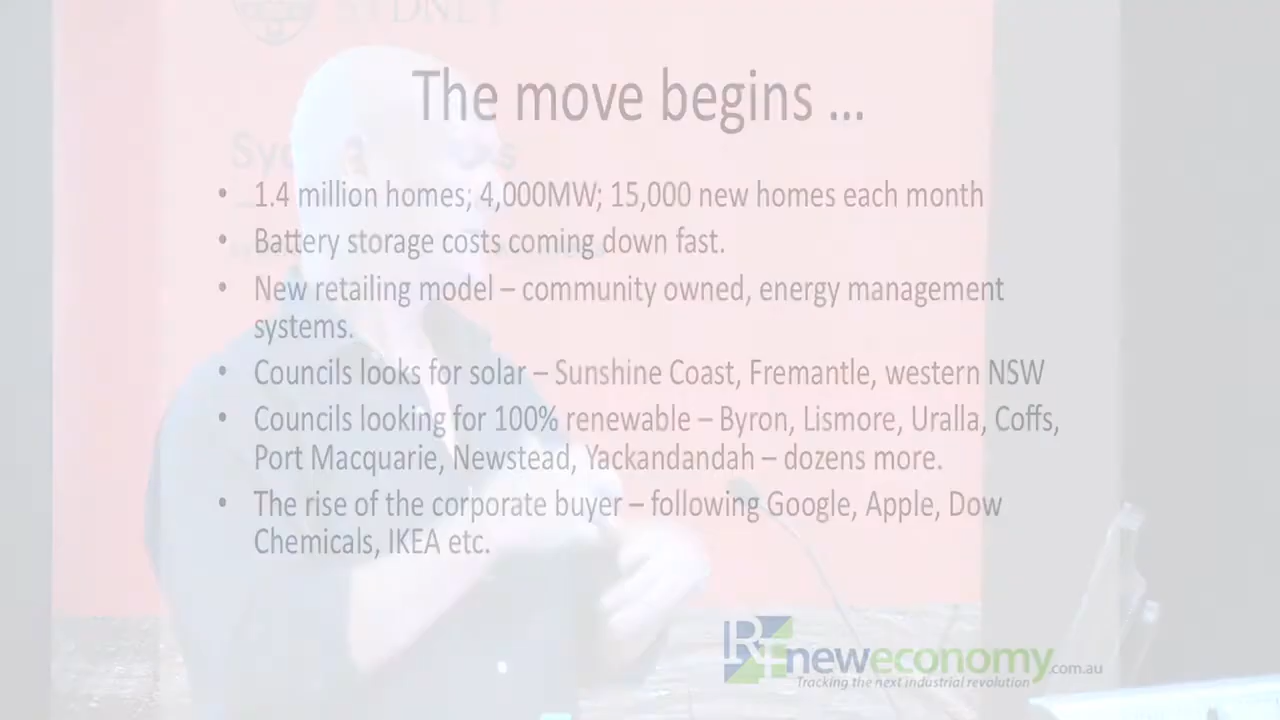 SYDNEY
The move begins ...
• 1.4 million homes; 4,000MW; 15,000 new homes each month
• Battery storage costs coming down fast.
• New retailing model – community owned, energy management
systems.
• Councils looks for solar – Sunshine Coast, Fremantle, western NSW
• Councils looking for 100% renewable – Byron, Lismore, Uralla, Coffs,
Port Macquarie, Newstead, Yackandandah – dozens more.
• The rise of the corporate buyer – following Google, Apple, Dow
Chemicals, IKEA etc.
REneweconomy.com.au
Tracking the next industrial revolution